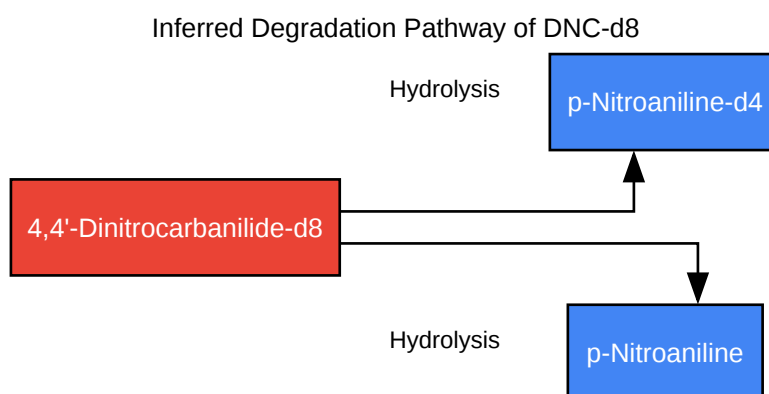 Inferred Degradation Pathway of DNC-d8
Hydrolysis
p-Nitroaniline-d4
4,4'-Dinitrocarbanilide-d8
Hydrolysis
p-Nitroaniline